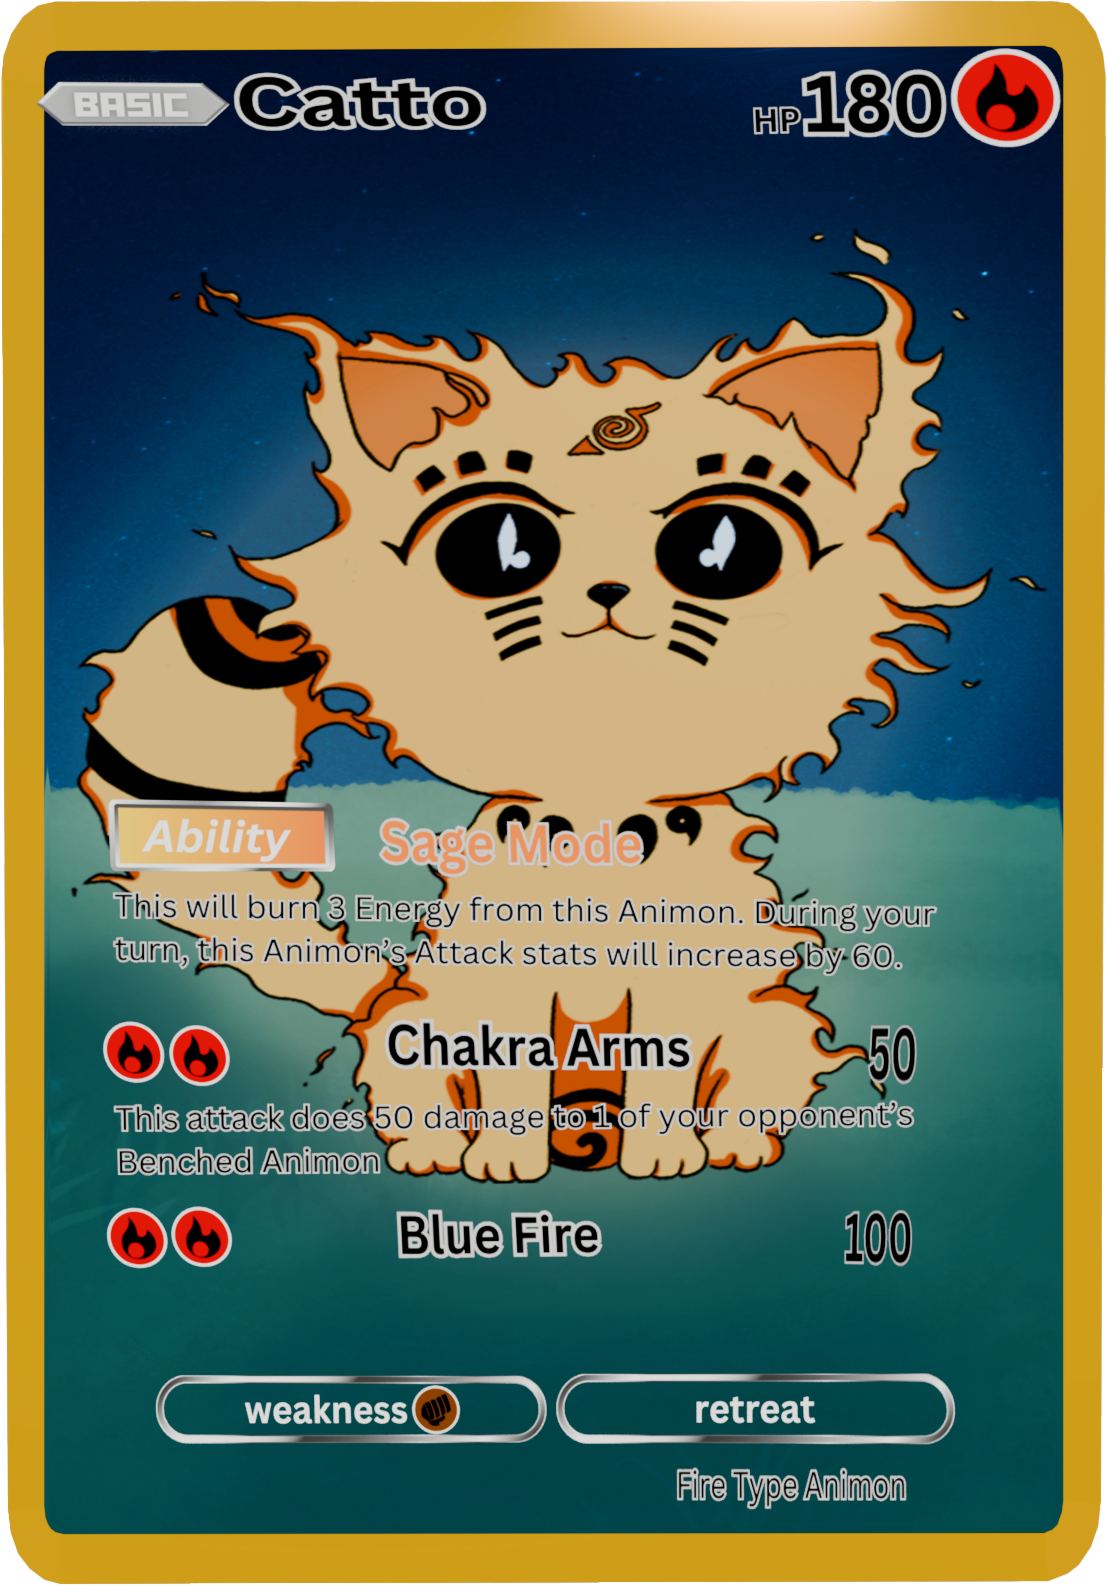 BASIC Catto HP 180
Ability Sage Mode
This will burn 3 Energy from this Animon. During your
turn, this Animon's Attack stats will increase by 60.
Chakra Arms 50
This attack does 50 damage to 1 of your opponent's
Benched Animon
Blue Fire 100
weakness retreat
Fire Type Animon